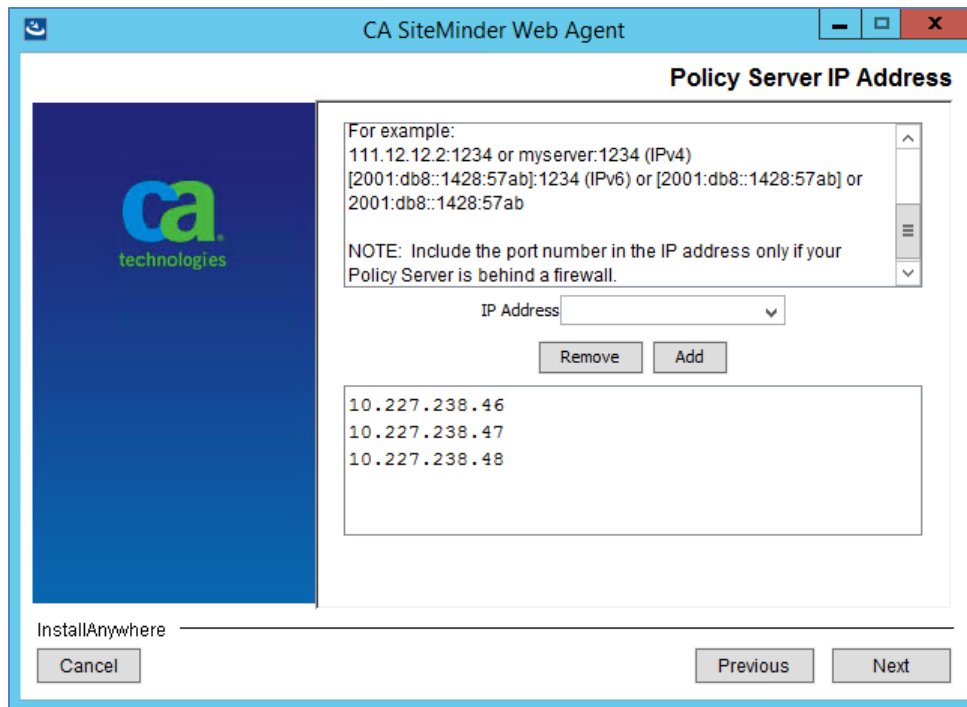 CA SiteMinder Web Agent
Policy Server IP Address
ca
technologies
For example:
111.12.12.2:1234 or myserver:1234 (IPv4)
[2001:db8::1428:57ab]:1234 (IPv6) or [2001:db8::1428:57ab] or
2001:db8::1428:57ab
NOTE:  Include the port number in the IP address only if your
Policy Server is behind a firewall.
IP Address
Remove Add
10.227.238.46
10.227.238.47
10.227.238.48
InstallAnywhere
Cancel Previous Next